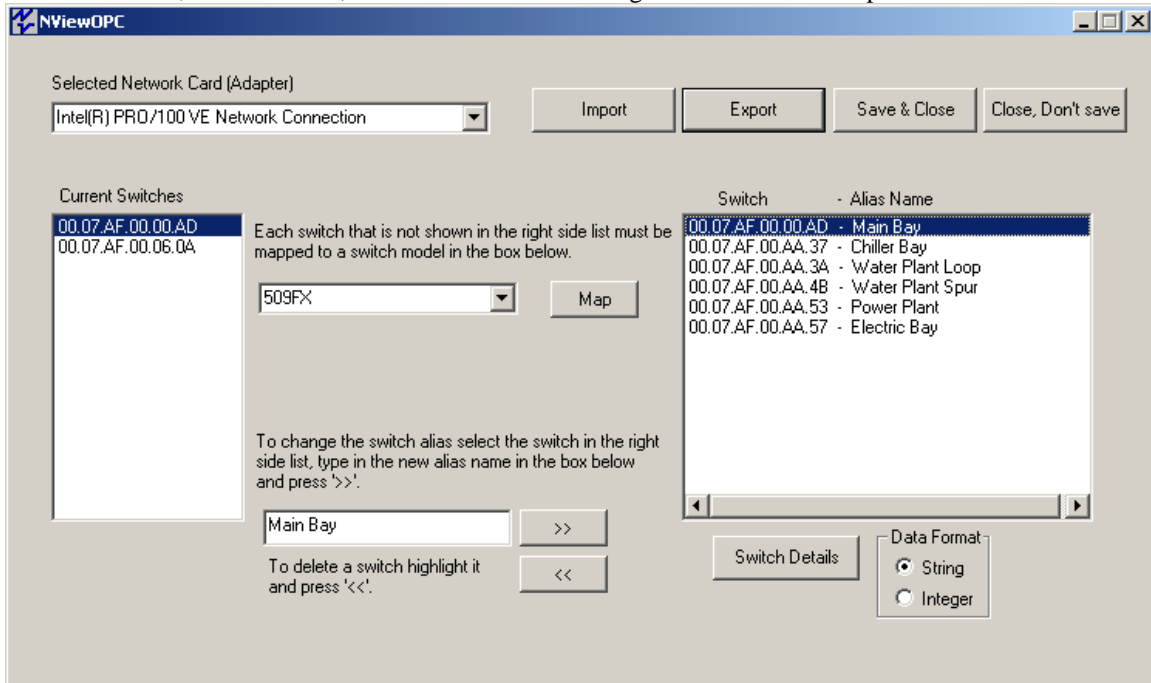 NViewOPC
Selected Network Card (Adapter)
Intel(R) PRO/100 VE Network Connection
Import
Export
Save & Close
Close, Don't save
Current Switches
00.07.AF.00.00.AD
00.07.AF.00.06.0A
Each switch that is not shown in the right side list must be
mapped to a switch model in the box below.
509FX
Map
To change the switch alias select the switch in the right
side list, type in the new alias name in the box below
and press '>>'.
Main Bay
>>
To delete a switch highlight it
and press '<<'.
<<
Switch - Alias Name
00.07.AF.00.00.AD - Main Bay
00.07.AF.00.AA.37 - Chiller Bay
00.07.AF.00.AA.3A - Water Plant Loop
00.07.AF.00.AA.4B - Water Plant Spur
00.07.AF.00.AA.53 - Power Plant
00.07.AF.00.AA.57 - Electric Bay
Switch Details
Data Format
String
Integer